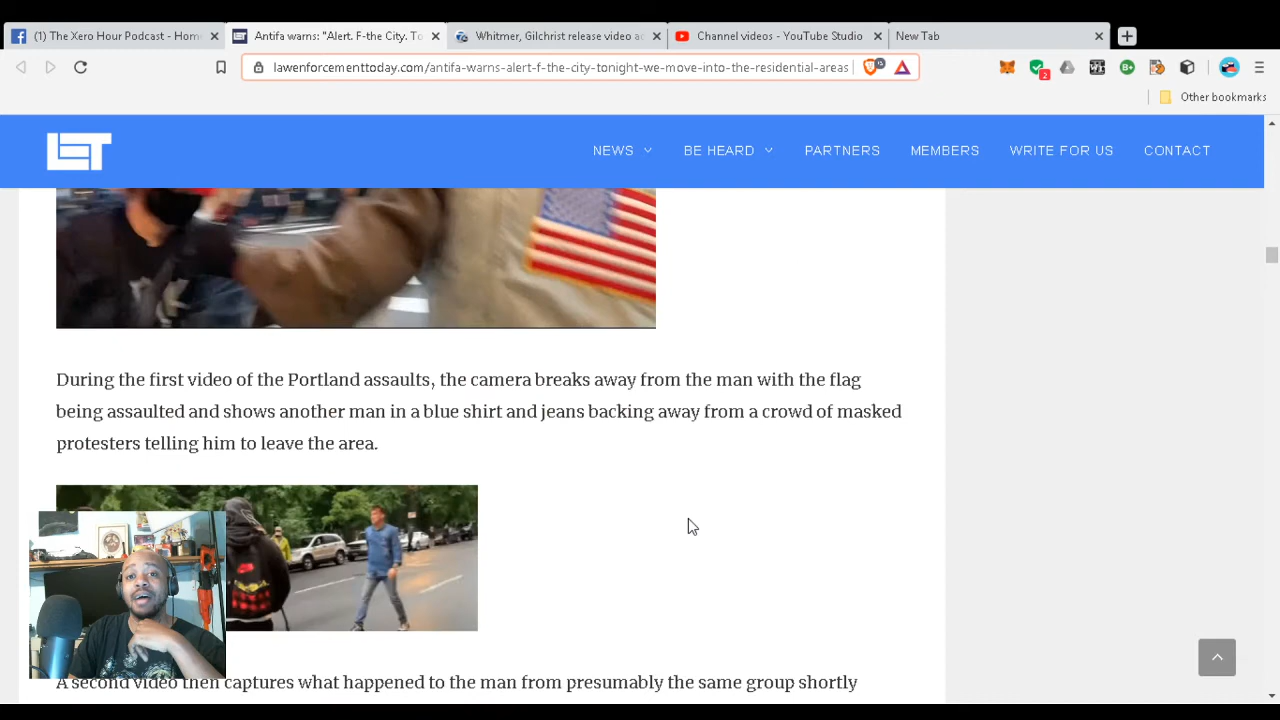 (1) The Xero Hour Podcast - Hom
Antifa warns: "Alert. F-the City. To
Whitmer, Gilchrist release video ac
Channel videos - YouTube Studio
New Tab
lawenforcementtoday.com/antifa-warns-alert-f-the-city-tonight-we-move-into-the-residential-areas
Other bookmarks
LET
NEWS
BE HEARD
PARTNERS
MEMBERS
WRITE FOR US
CONTACT
During the first video of the Portland assaults, the camera breaks away from the man with the flag
being assaulted and shows another man in a blue shirt and jeans backing away from a crowd of masked
protesters telling him to leave the area.
A second video then captures what happened to the man from presumably the same group shortly